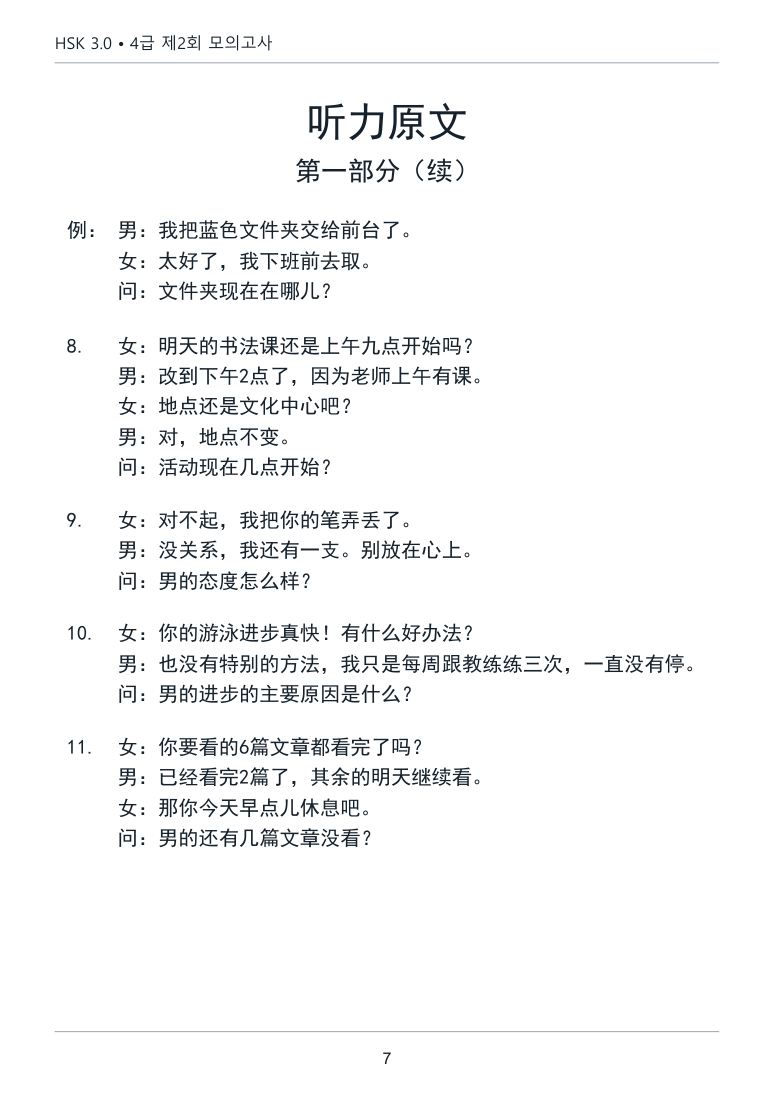 HSK 3.0 • 4급 제2회 모의고사
听力原文
第一部分（续）
例： 男：我把蓝色文件夹交给前台了。
女：太好了，我下班前去取。
问：文件夹现在在哪儿？
8. 女：明天的书法课还是上午九点开始吗？
男：改到下午2点了，因为老师上午有课。
女：地点还是文化中心吧？
男：对，地点不变。
问：活动现在几点开始？
9. 女：对不起，我把你的笔弄丢了。
男：没关系，我还有一支。别放在心上。
问：男的态度怎么样？
10. 女：你的游泳进步真快！有什么好办法？
男：也没有特别的方法，我只是每周跟教练练三次，一直没有停。
问：男的进步的主要原因是什么？
11. 女：你要看的6篇文章都看完了吗？
男：已经看完2篇了，其余的明天继续看。
女：那你今天早点儿休息吧。
问：男的还有几篇文章没看？
7